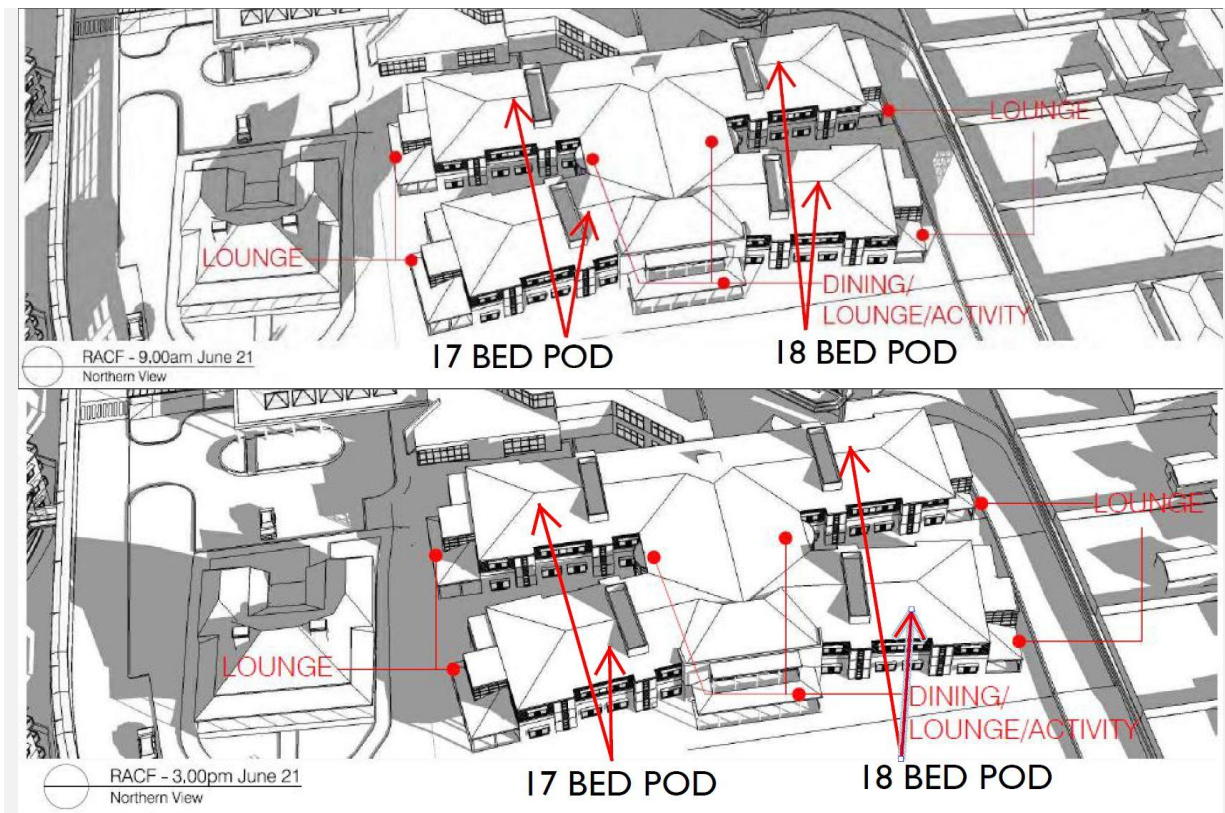 LOUNGE
LOUNGE
DINING/
LOUNGE/ACTIVITY
17 BED POD
18 BED POD
RACF - 9.00am June 21
Northern View
LOUNGE
LOUNGE
DINING/
LOUNGE/ACTIVITY
17 BED POD
18 BED POD
RACF - 3.00pm June 21
Northern View